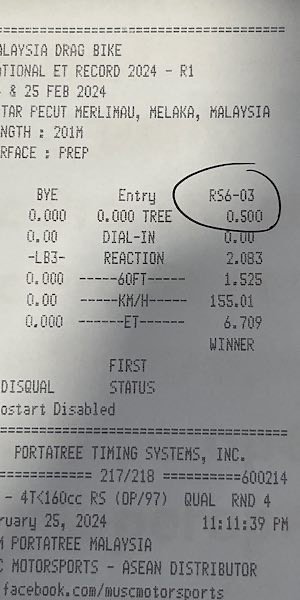 ================================
ALAYSIA DRAG BIKE
ATIONAL ET RECORD 2024 - R1
& 25 FEB 2024
TAR PECUT MERLIMAU, MELAKA, MALAYSIA
NGTH : 201M
RFACE : PREP
BYE Entry RS6-03
0.000 0.000 TREE 0.500
0.00 DIAL-IN 0.00
-LB3- REACTION 2.083
0.000 -----60FT----- 1.525
0.00 -----KM/H----- 155.01
0.000 ------ET------ 6.709
WINNER
FIRST
DISQUAL STATUS
ostart Disabled
================================
PORTATREE TIMING SYSTEMS, INC.
=========== 217/218 ==========600214
- 4T<160cc RS (OP/97) QUAL RND 4
ruary 25, 2024 11:11:39 PM
M PORTATREE MALAYSIA
C MOTORSPORTS - ASEAN DISTRIBUTOR
facebook.com/muscmotorsports